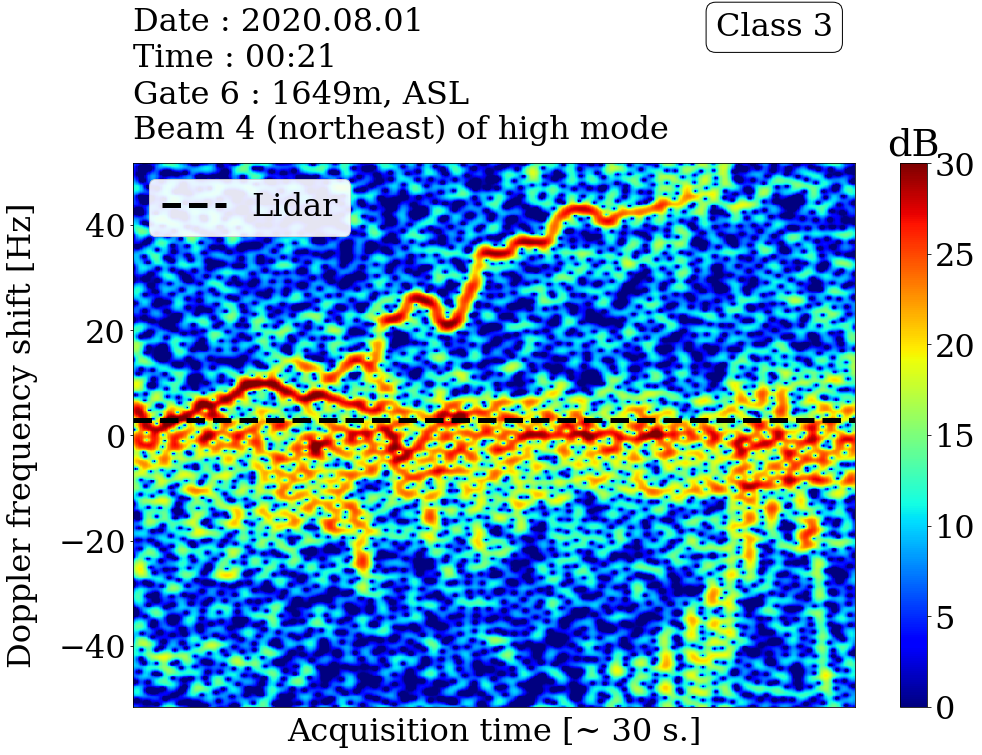 Date : 2020.08.01
Time : 00:21
Gate 6 : 1649m, ASL
Beam 4 (northeast) of high mode
Class 3
dB
Lidar
Doppler frequency shift [Hz]
40
20
0
−20
−40
Acquisition time [~ 30 s.]
30
25
20
15
10
5
0